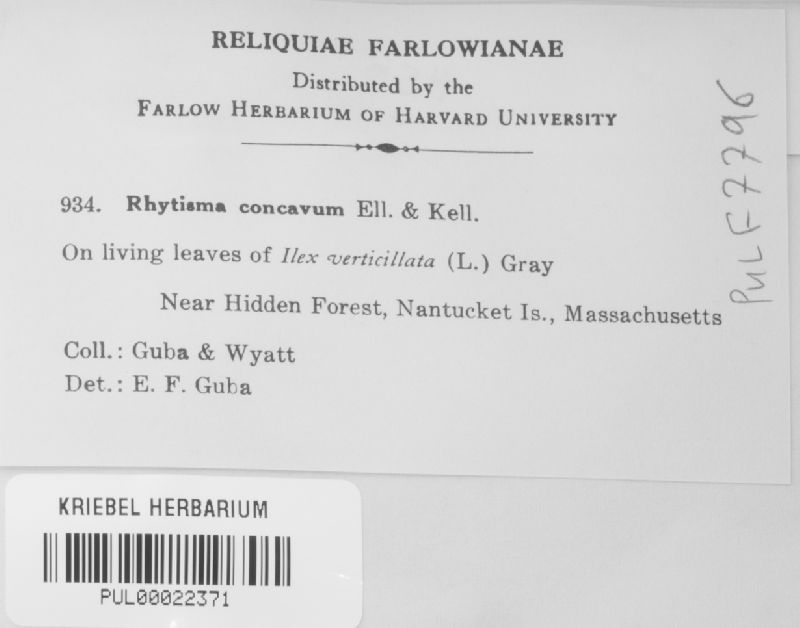 RELIQUIAE FARLOWIANAE
Distributed by the
FARLOW HERBARIUM OF HARVARD UNIVERSITY
934. Rhytisma concavum Ell. & Kell.
On living leaves of Ilex verticillata (L.) Gray
Near Hidden Forest, Nantucket Is., Massachusetts
Coll.: Guba & Wyatt
Det.: E. F. Guba
PUL F7796
KRIEBEL HERBARIUM
PUL00022371